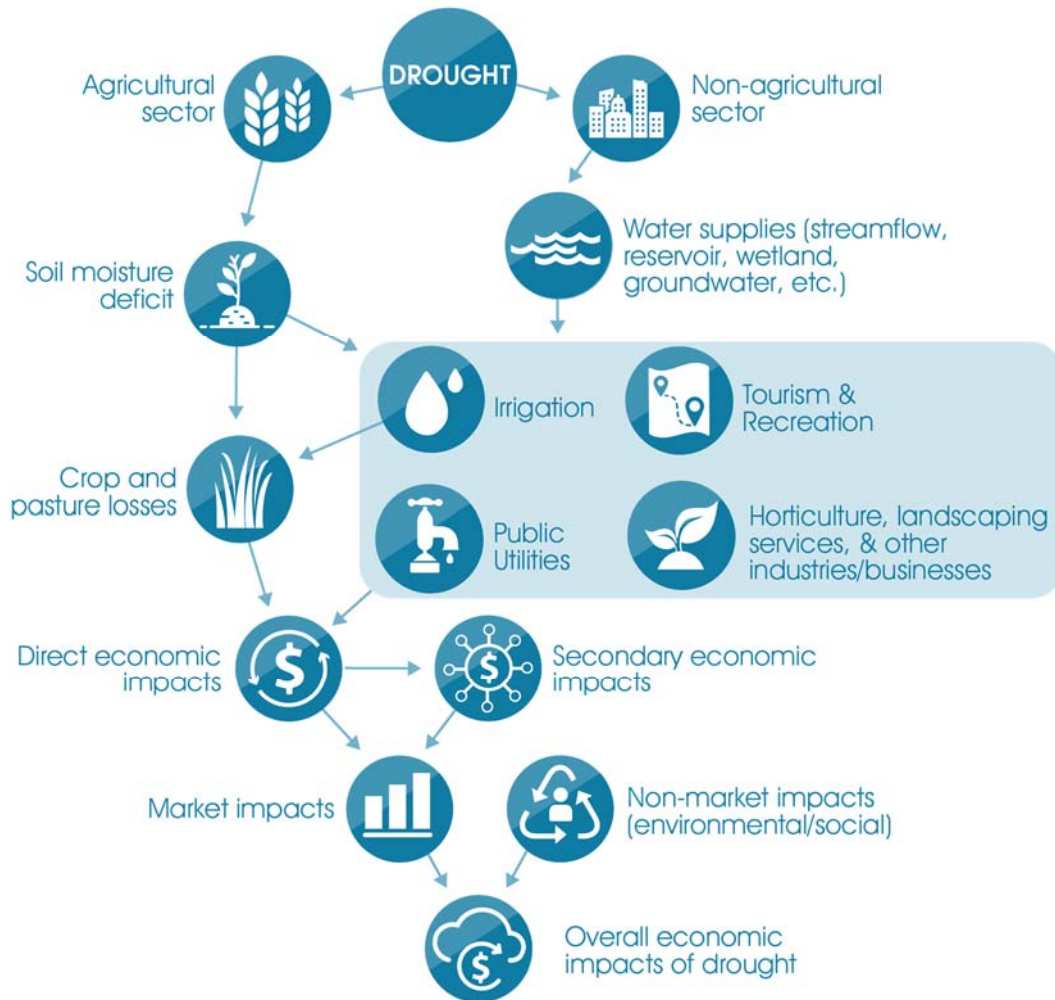 DROUGHT
Agricultural
sector
Non-agricultural
sector
Water supplies (streamflow,
reservoir, wetland,
groundwater, etc.)
Soil moisture
deficit
Irrigation
Tourism &
Recreation
Crop and
pasture losses
Public
Utilities
Horticulture, landscaping
services, & other
industries/businesses
Direct economic
impacts
Secondary economic
impacts
Market impacts
Non-market impacts
(environmental/social)
Overall economic
impacts of drought